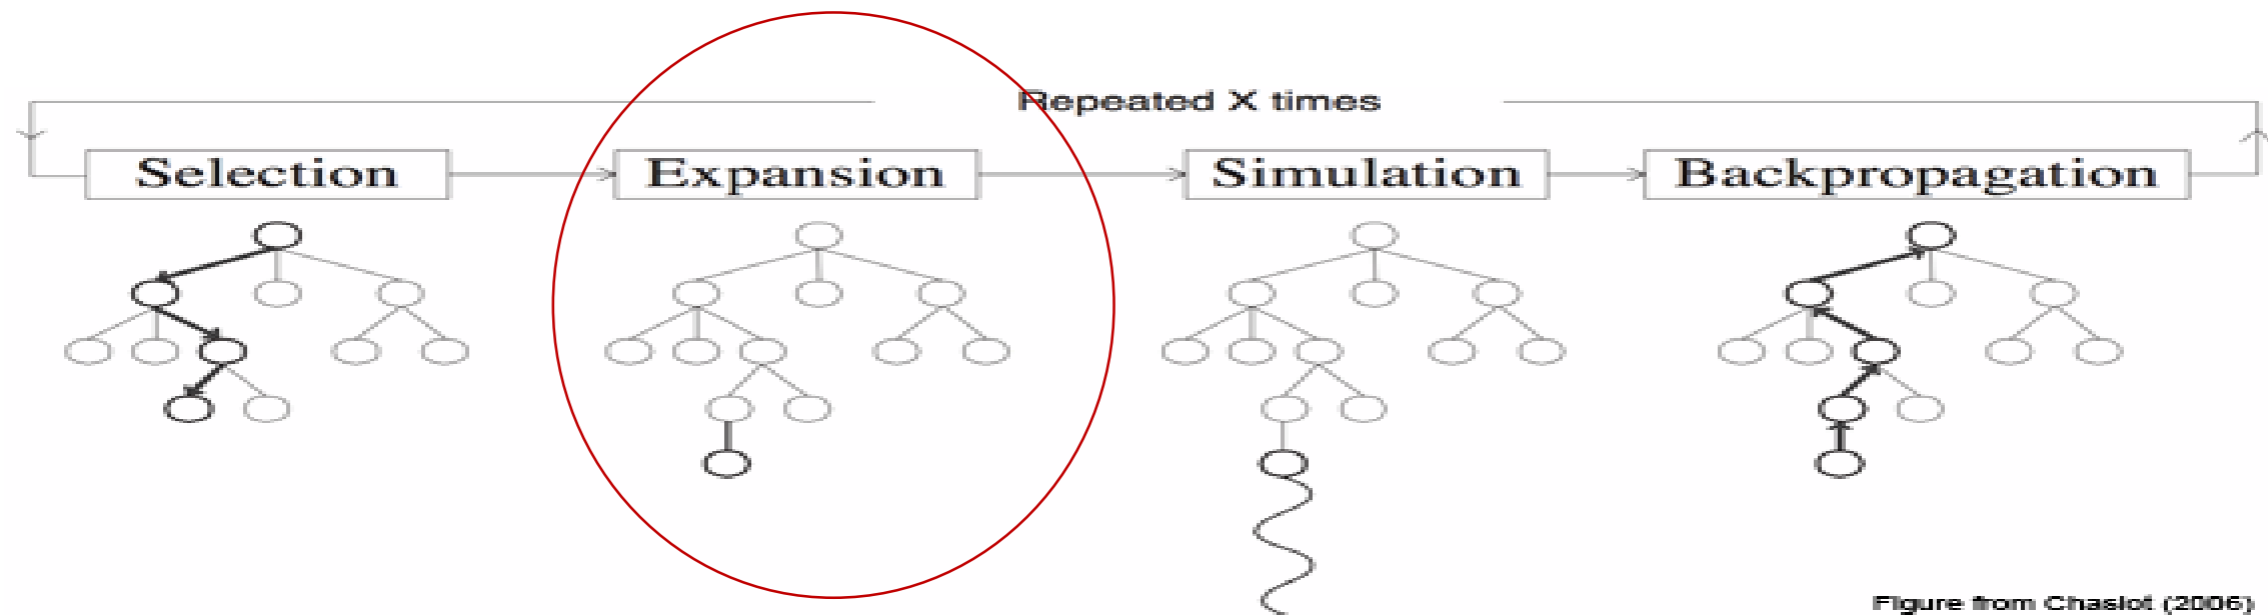 Repeated X times
Selection
Expansion
Simulation
Backpropagation
Figure from Chaslot (2006)